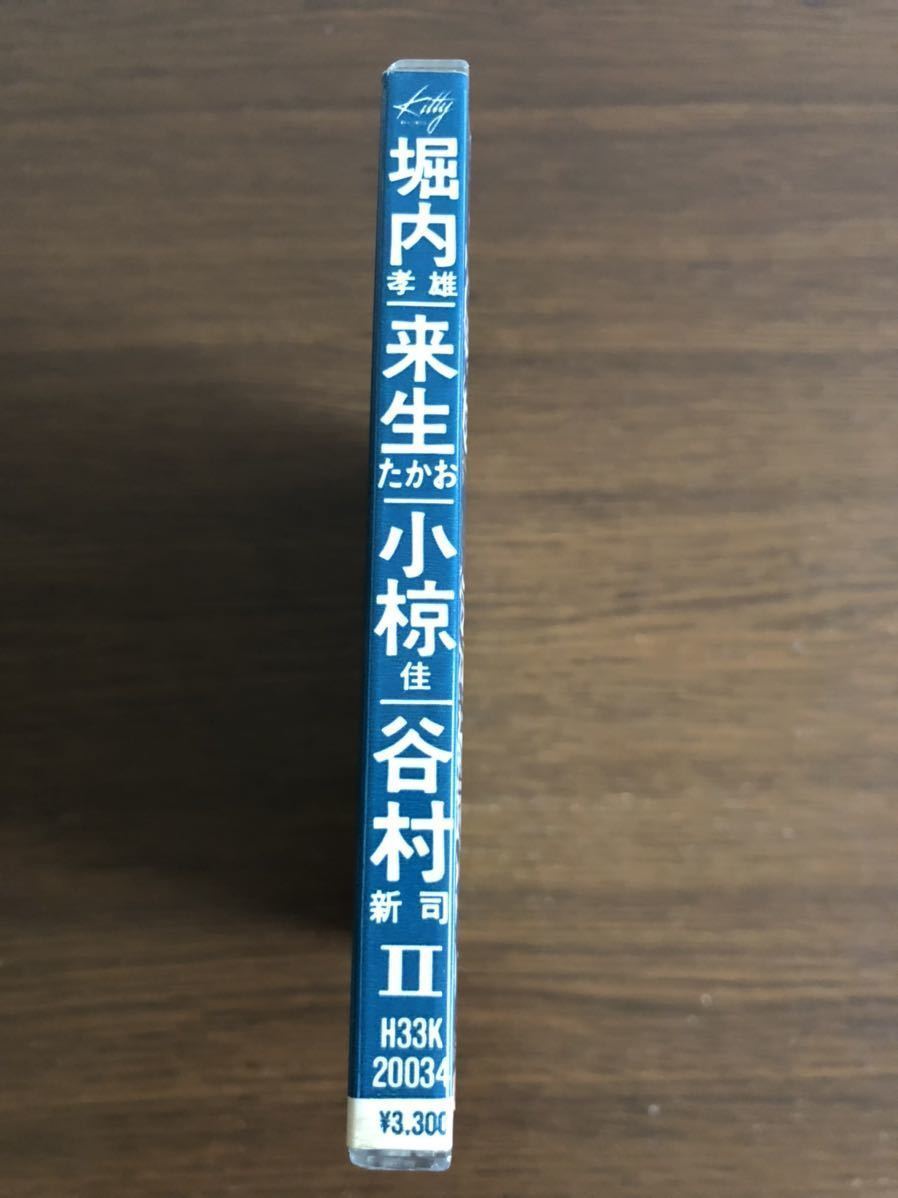 Kitty
堀内
孝雄
来生
たかお
小椋
佳
谷村
新司
II
H33K
20034
¥3,300